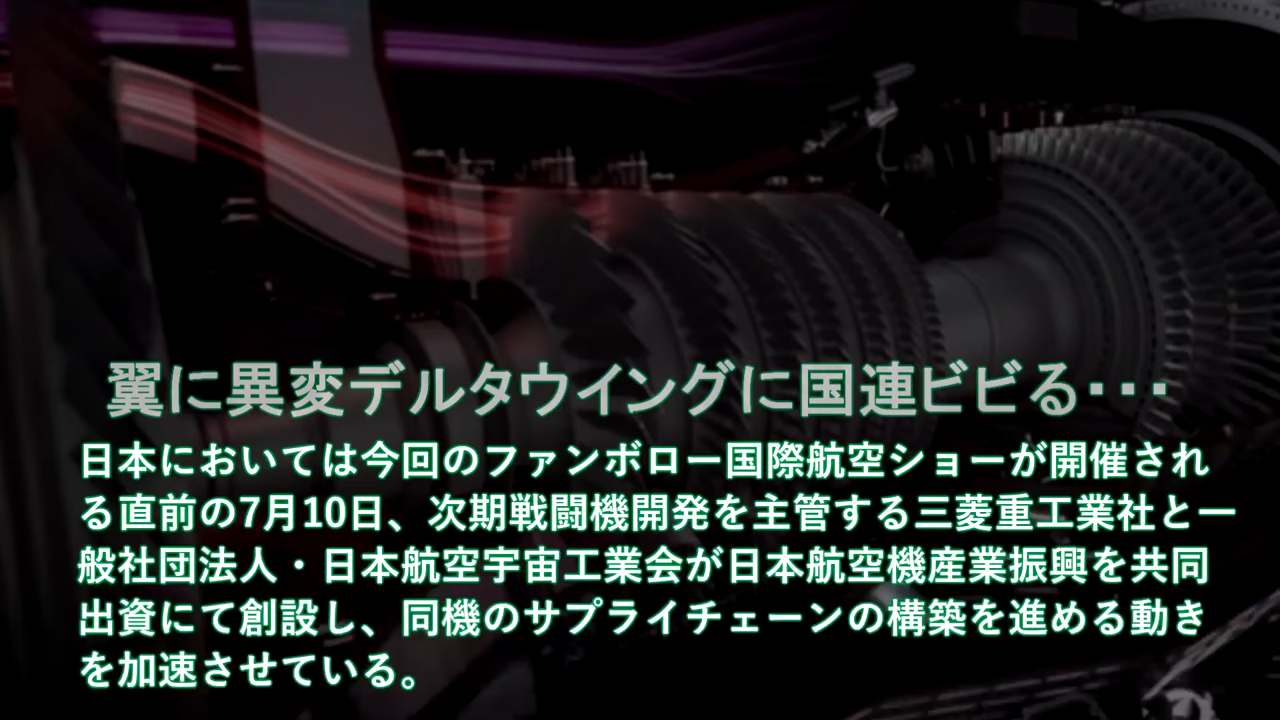 翼に異変デルタウイングに国連ビビる・・・
日本においては今回のファンボロー国際航空ショーが開催され
る直前の7月10日、次期戦闘機開発を主管する三菱重工業社と一
般社団法人・日本航空宇宙工業会が日本航空機産業振興を共同
出資にて創設し、同機のサプライチェーンの構築を進める動き
を加速させている。